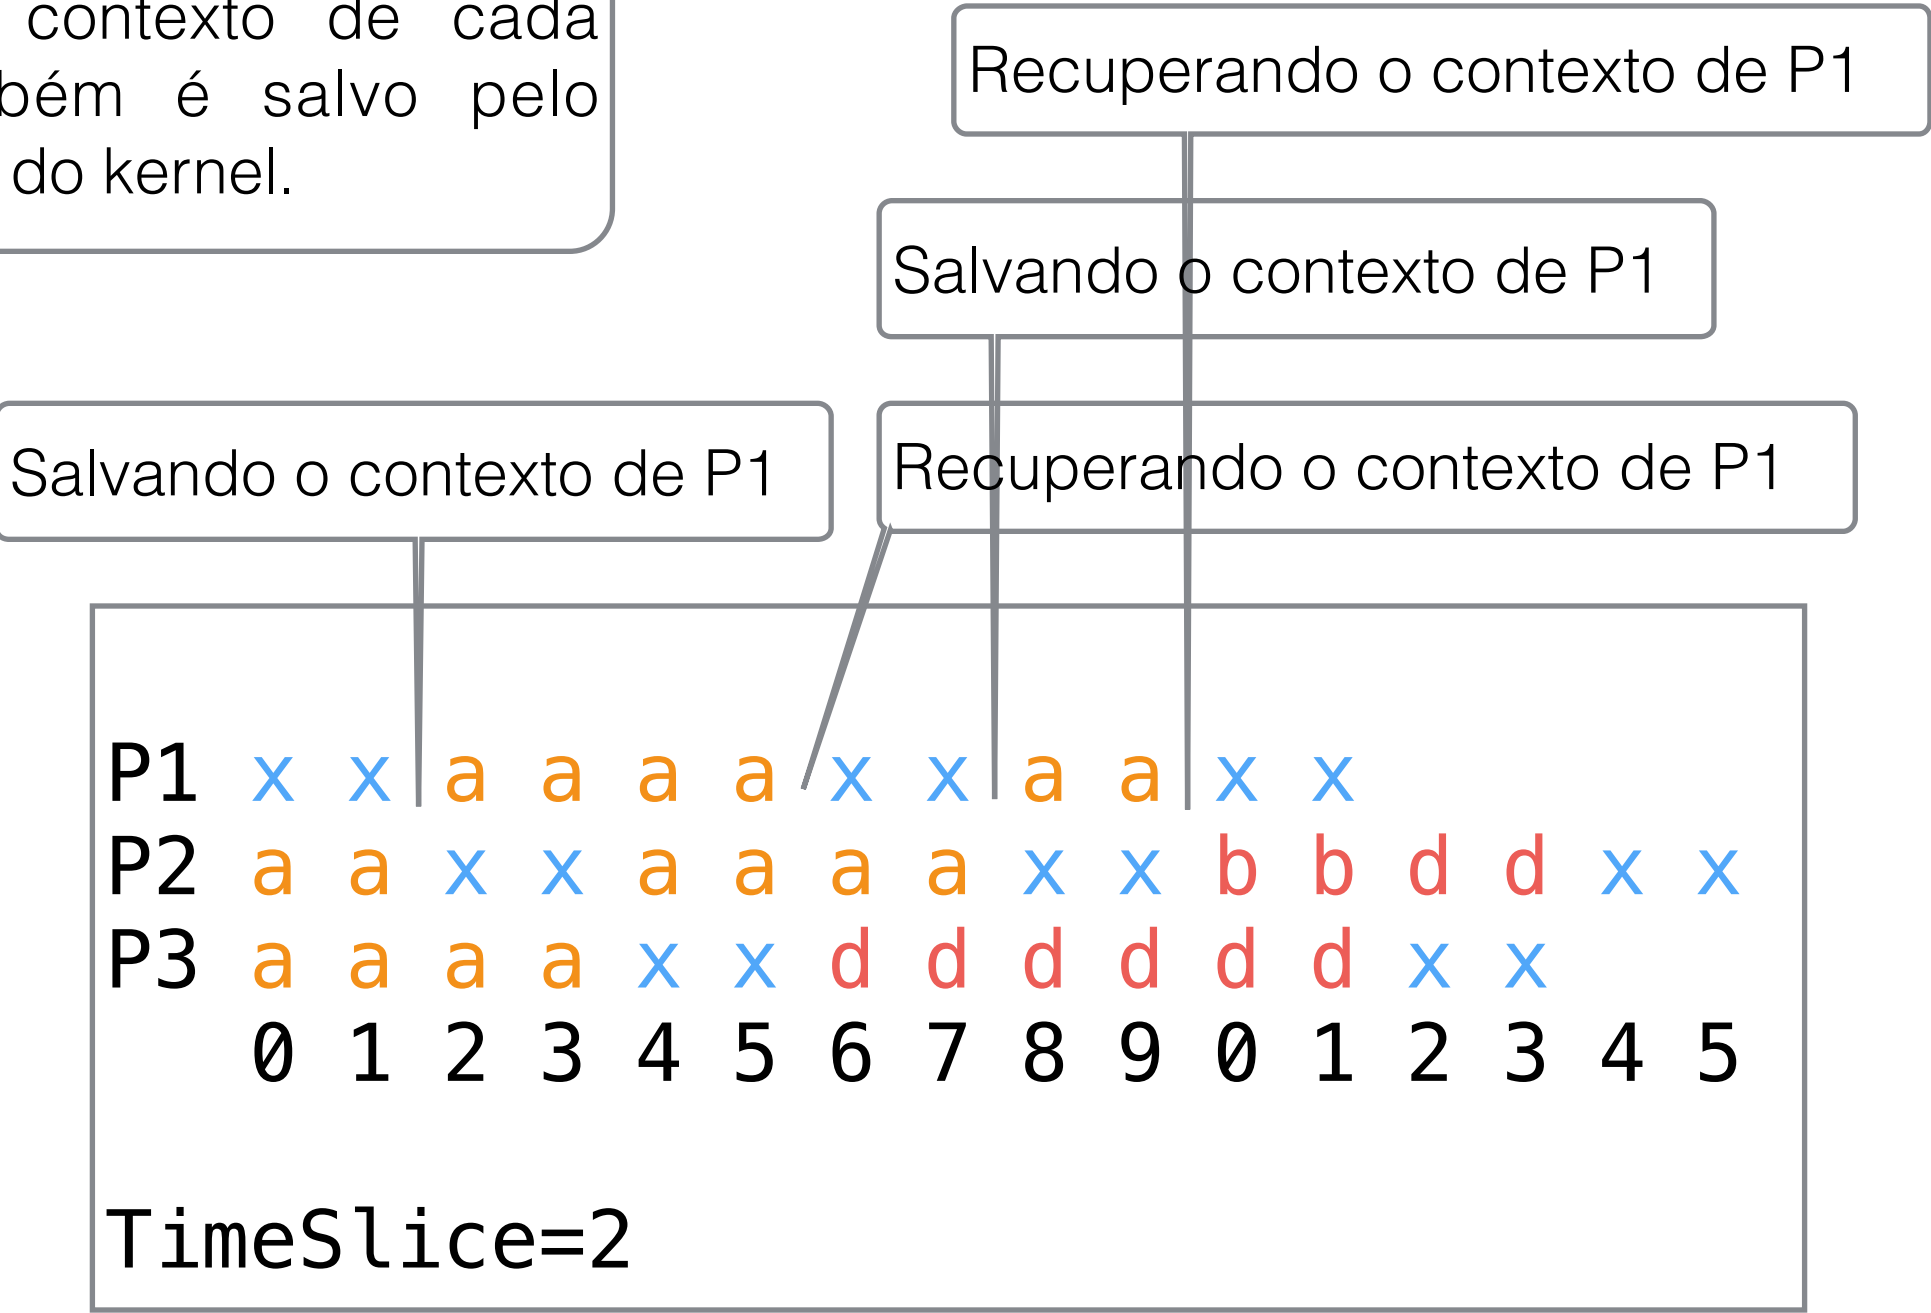 contexto de cada
é salvo pelo
do kernel.
Recuperando o contexto de P1
Salvando o contexto de P1
Salvando o contexto de P1
Recuperando o contexto de P1
P1 x x a a a a x x a a x x
P2 a a x x a a a a x x b b d d x x
P3 a a a a x x d d d d d d x x
0 1 2 3 4 5 6 7 8 9 0 1 2 3 4 5
TimeSlice=2